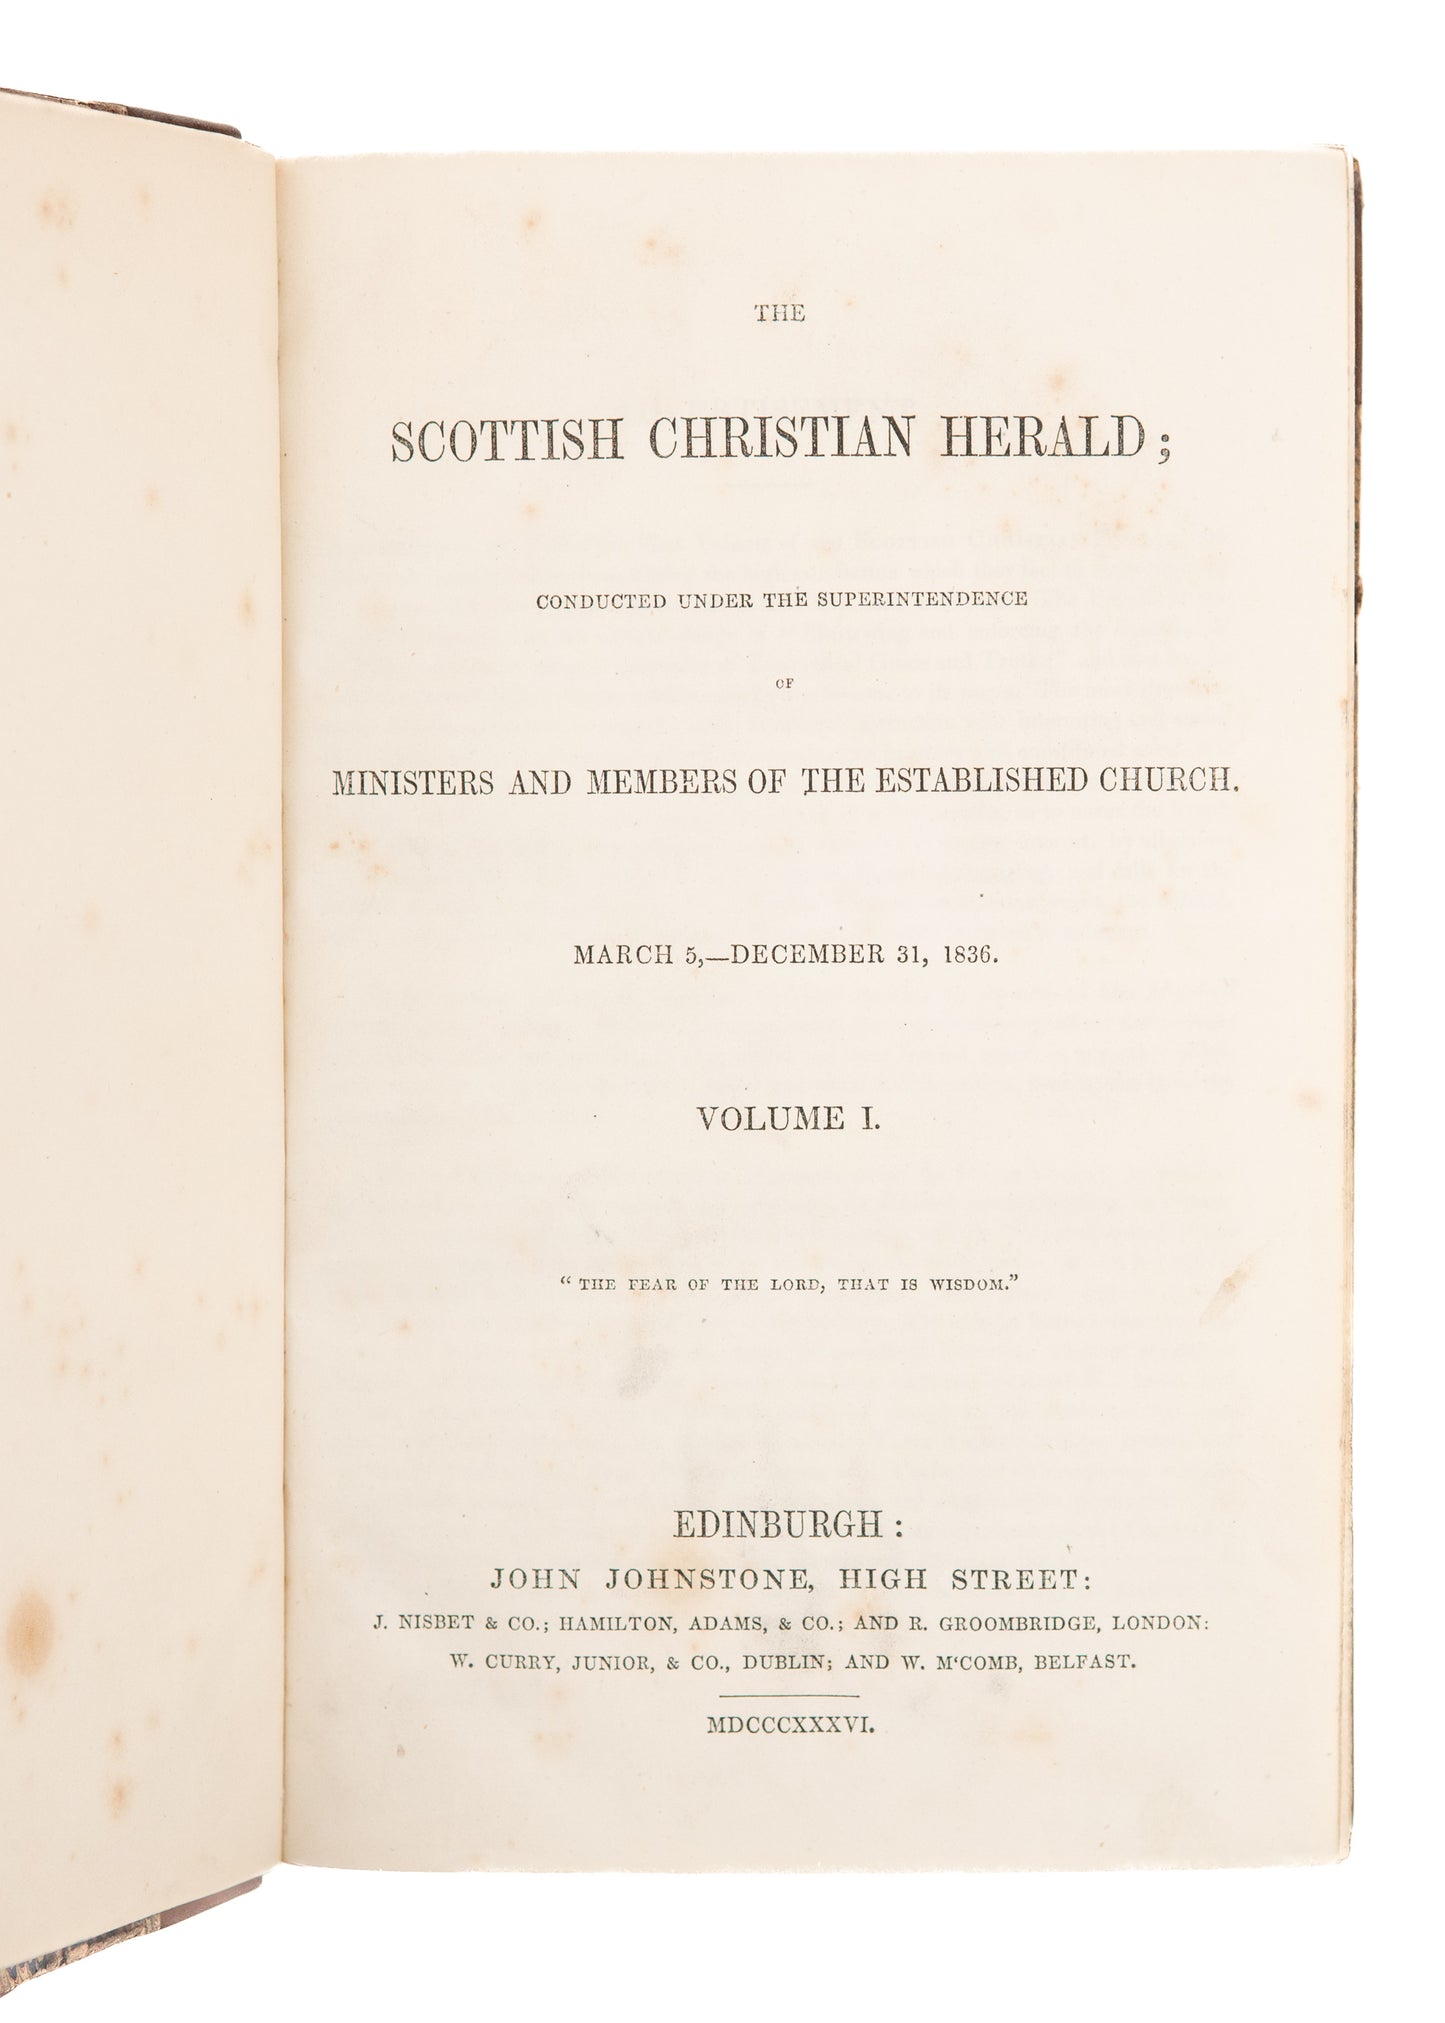 THE
SCOTTISH CHRISTIAN HERALD;
CONDUCTED UNDER THE SUPERINTENDENCE
OF
MINISTERS AND MEMBERS OF THE ESTABLISHED CHURCH.
MARCH 5,—DECEMBER 31, 1836.
VOLUME I.
“ THE FEAR OF THE LORD, THAT IS WISDOM.”
EDINBURGH:
JOHN JOHNSTONE, HIGH STREET:
J. NISBET & CO.; HAMILTON, ADAMS, & CO.; AND R. GROOMBRIDGE, LONDON:
W. CURRY, JUNIOR, & CO., DUBLIN; AND W. M‘COMB, BELFAST.
MDCCCXXXVI.